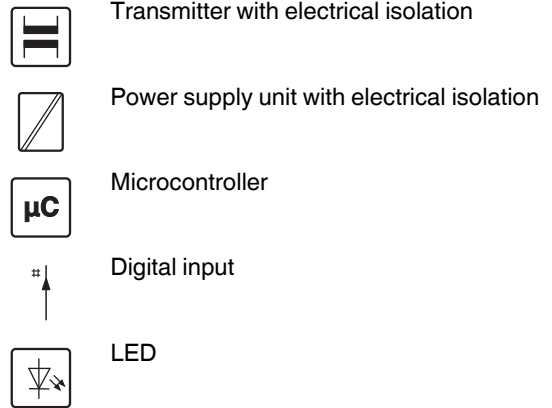 Transmitter with electrical isolation
Power supply unit with electrical isolation
µC
Microcontroller
#
Digital input
LED